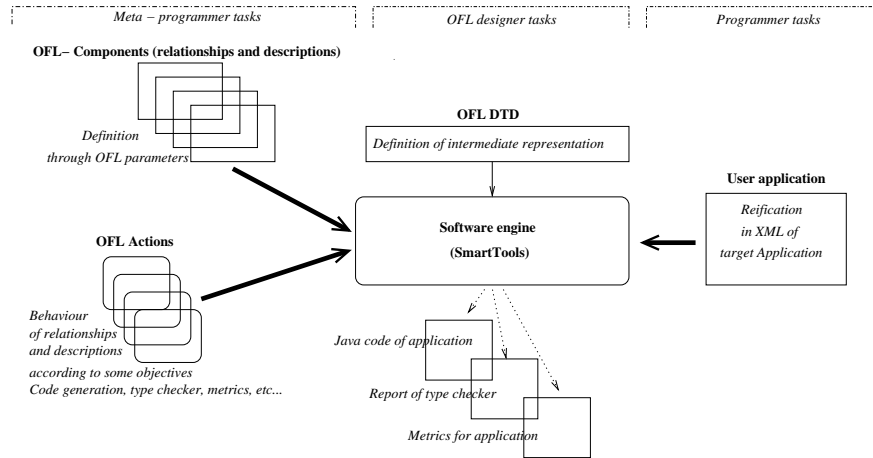 Meta – programmer tasks
OFL designer tasks
Programmer tasks
OFL– Components (relationships and descriptions)
Definition
through OFL parameters
OFL DTD
Definition of intermediate representation
User application
Reification
in XML of
target Application
Software engine
(SmartTools)
OFL Actions
Behaviour
of relationships
and descriptions
according to some objectives
Code generation, type checker, metrics, etc...
Java code of application
Report of type checker
Metrics for application